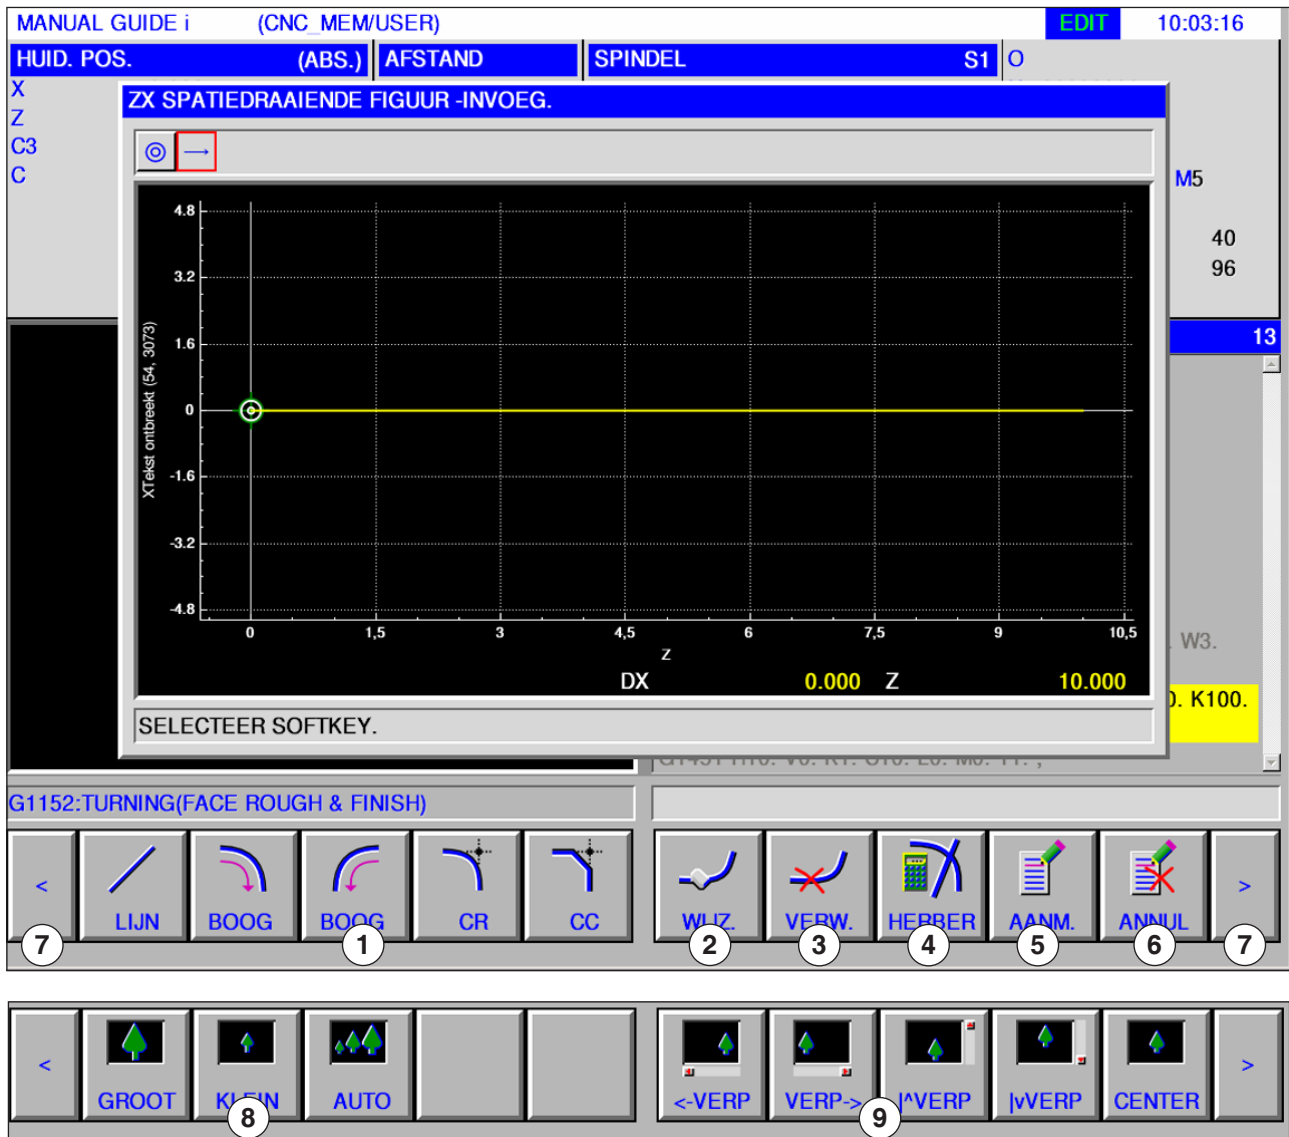 MANUAL GUIDE i (CNC_MEM/USER) EDIT 10:03:16
HUID. POS. (ABS.) AFSTAND SPINDEL S1 O
X
Z
C3
C
M5
40
96
13
ZX SPATIEDRAAIENDE FIGUUR -INVOEG.
4.8
3.2
1.6
0
-1.6
-3.2
-4.8
XTekst ontbreekt (54, 3073)
0 1,5 3 4,5 6 7,5 9 10,5
Z
DX 0.000 Z 10.000
SELECTEER SOFTKEY.
W3.
0. K100.
G1152:TURNING(FACE ROUGH & FINISH)
< LIJN BOOG BOOG CR CC WIJZ. VERW. HERBER AANM. ANNUL >
7 1 2 3 4 5 6 7
< GROOT KLEIN AUTO <-VERP VERP-> |^VERP |vVERP CENTER >
8 9